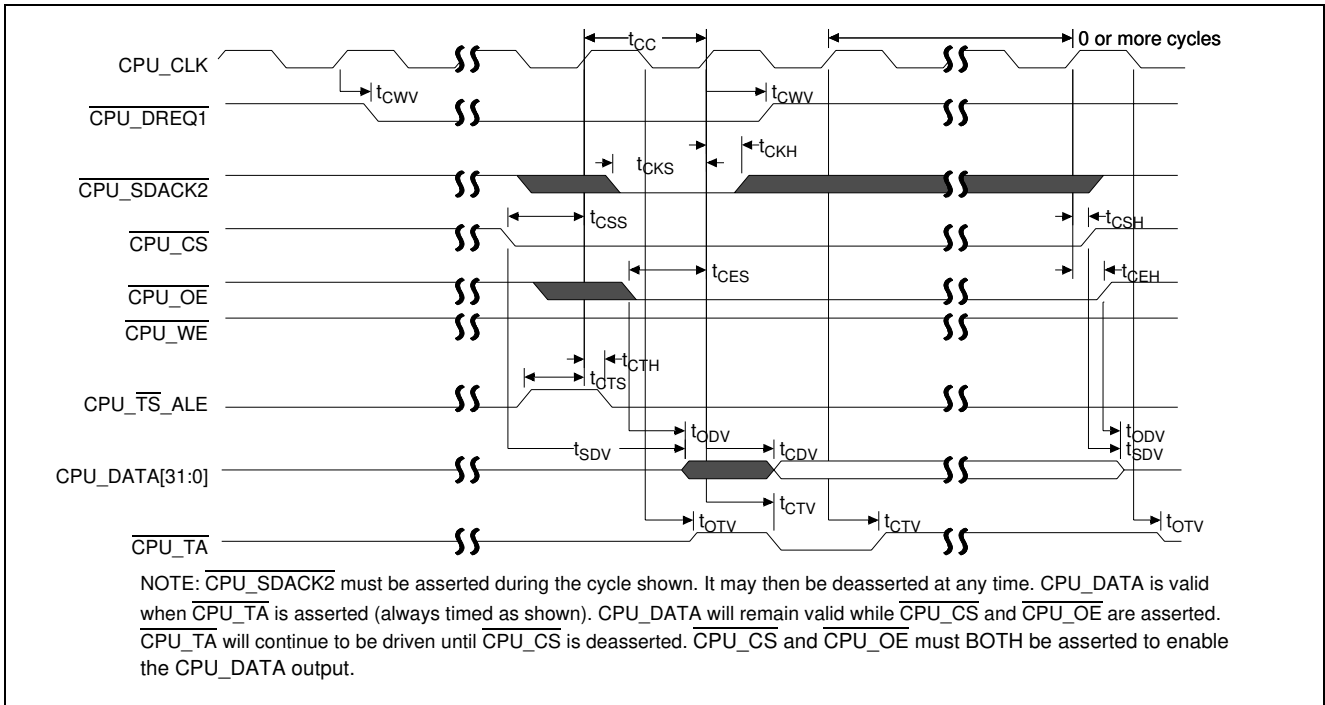 tCC
0 or more cycles
CPU_CLK
tCWV
tCWV
CPU_DREQ1
tCKH
tCKS
CPU_SDACK2
tCSS
tCSH
CPU_CS
tCES
tCEH
CPU_OE
CPU_WE
tCTH
tCTS
CPU_TS_ALE
tODV
tODV
tSDV
tCDV
tSDV
CPU_DATA[31:0]
tCTV
tOTV
tCTV
tOTV
CPU_TA
NOTE: CPU_SDACK2 must be asserted during the cycle shown. It may then be deasserted at any time. CPU_DATA is valid
when CPU_TA is asserted (always timed as shown). CPU_DATA will remain valid while CPU_CS and CPU_OE are asserted.
CPU_TA will continue to be driven until CPU_CS is deasserted. CPU_CS and CPU_OE must BOTH be asserted to enable
the CPU_DATA output.